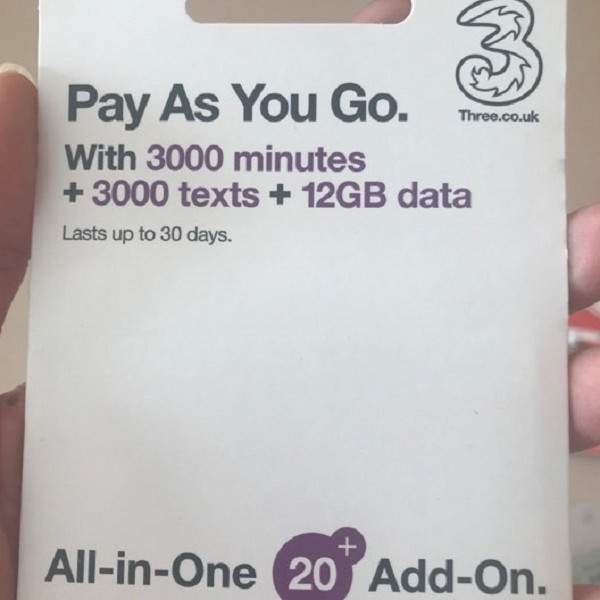 3
Three.co.uk
Pay As You Go.
With 3000 minutes
+ 3000 texts + 12GB data
Lasts up to 30 days.
All-in-One 20+ Add-On.